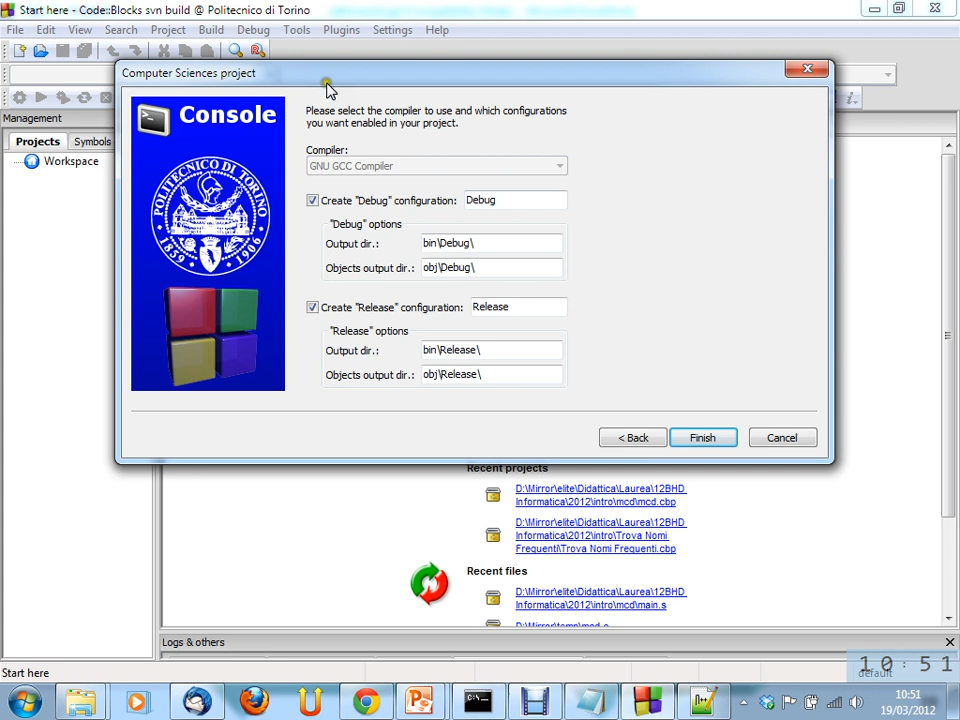 Start here - Code::Blocks svn build @ Politecnico di Torino
File Edit View Search Project Build Debug Tools Plugins Settings Help
Management
Projects Symbols
Workspace
Computer Sciences project
Console
POLITECNICO DI TORINO
1859 1906
Please select the compiler to use and which configurations
you want enabled in your project.
Compiler:
GNU GCC Compiler
Create "Debug" configuration: Debug
"Debug" options
Output dir.: bin\Debug\
Objects output dir.: obj\Debug\
Create "Release" configuration: Release
"Release" options
Output dir.: bin\Release\
Objects output dir.: obj\Release\
< Back Finish Cancel
Recent projects
D:\Mirror\elite\Didattica\Laurea\12BHD
Informatica\2012\intro\mcd\mcd.cbp
D:\Mirror\elite\Didattica\Laurea\12BHD
Informatica\2012\intro\Trova Nomi
Frequenti\Trova Nomi Frequenti.cbp
Recent files
D:\Mirror\elite\Didattica\Laurea\12BHD
Informatica\2012\intro\mcd\main.s
Logs & others
Start here
default
10:51
10:51
19/03/2012